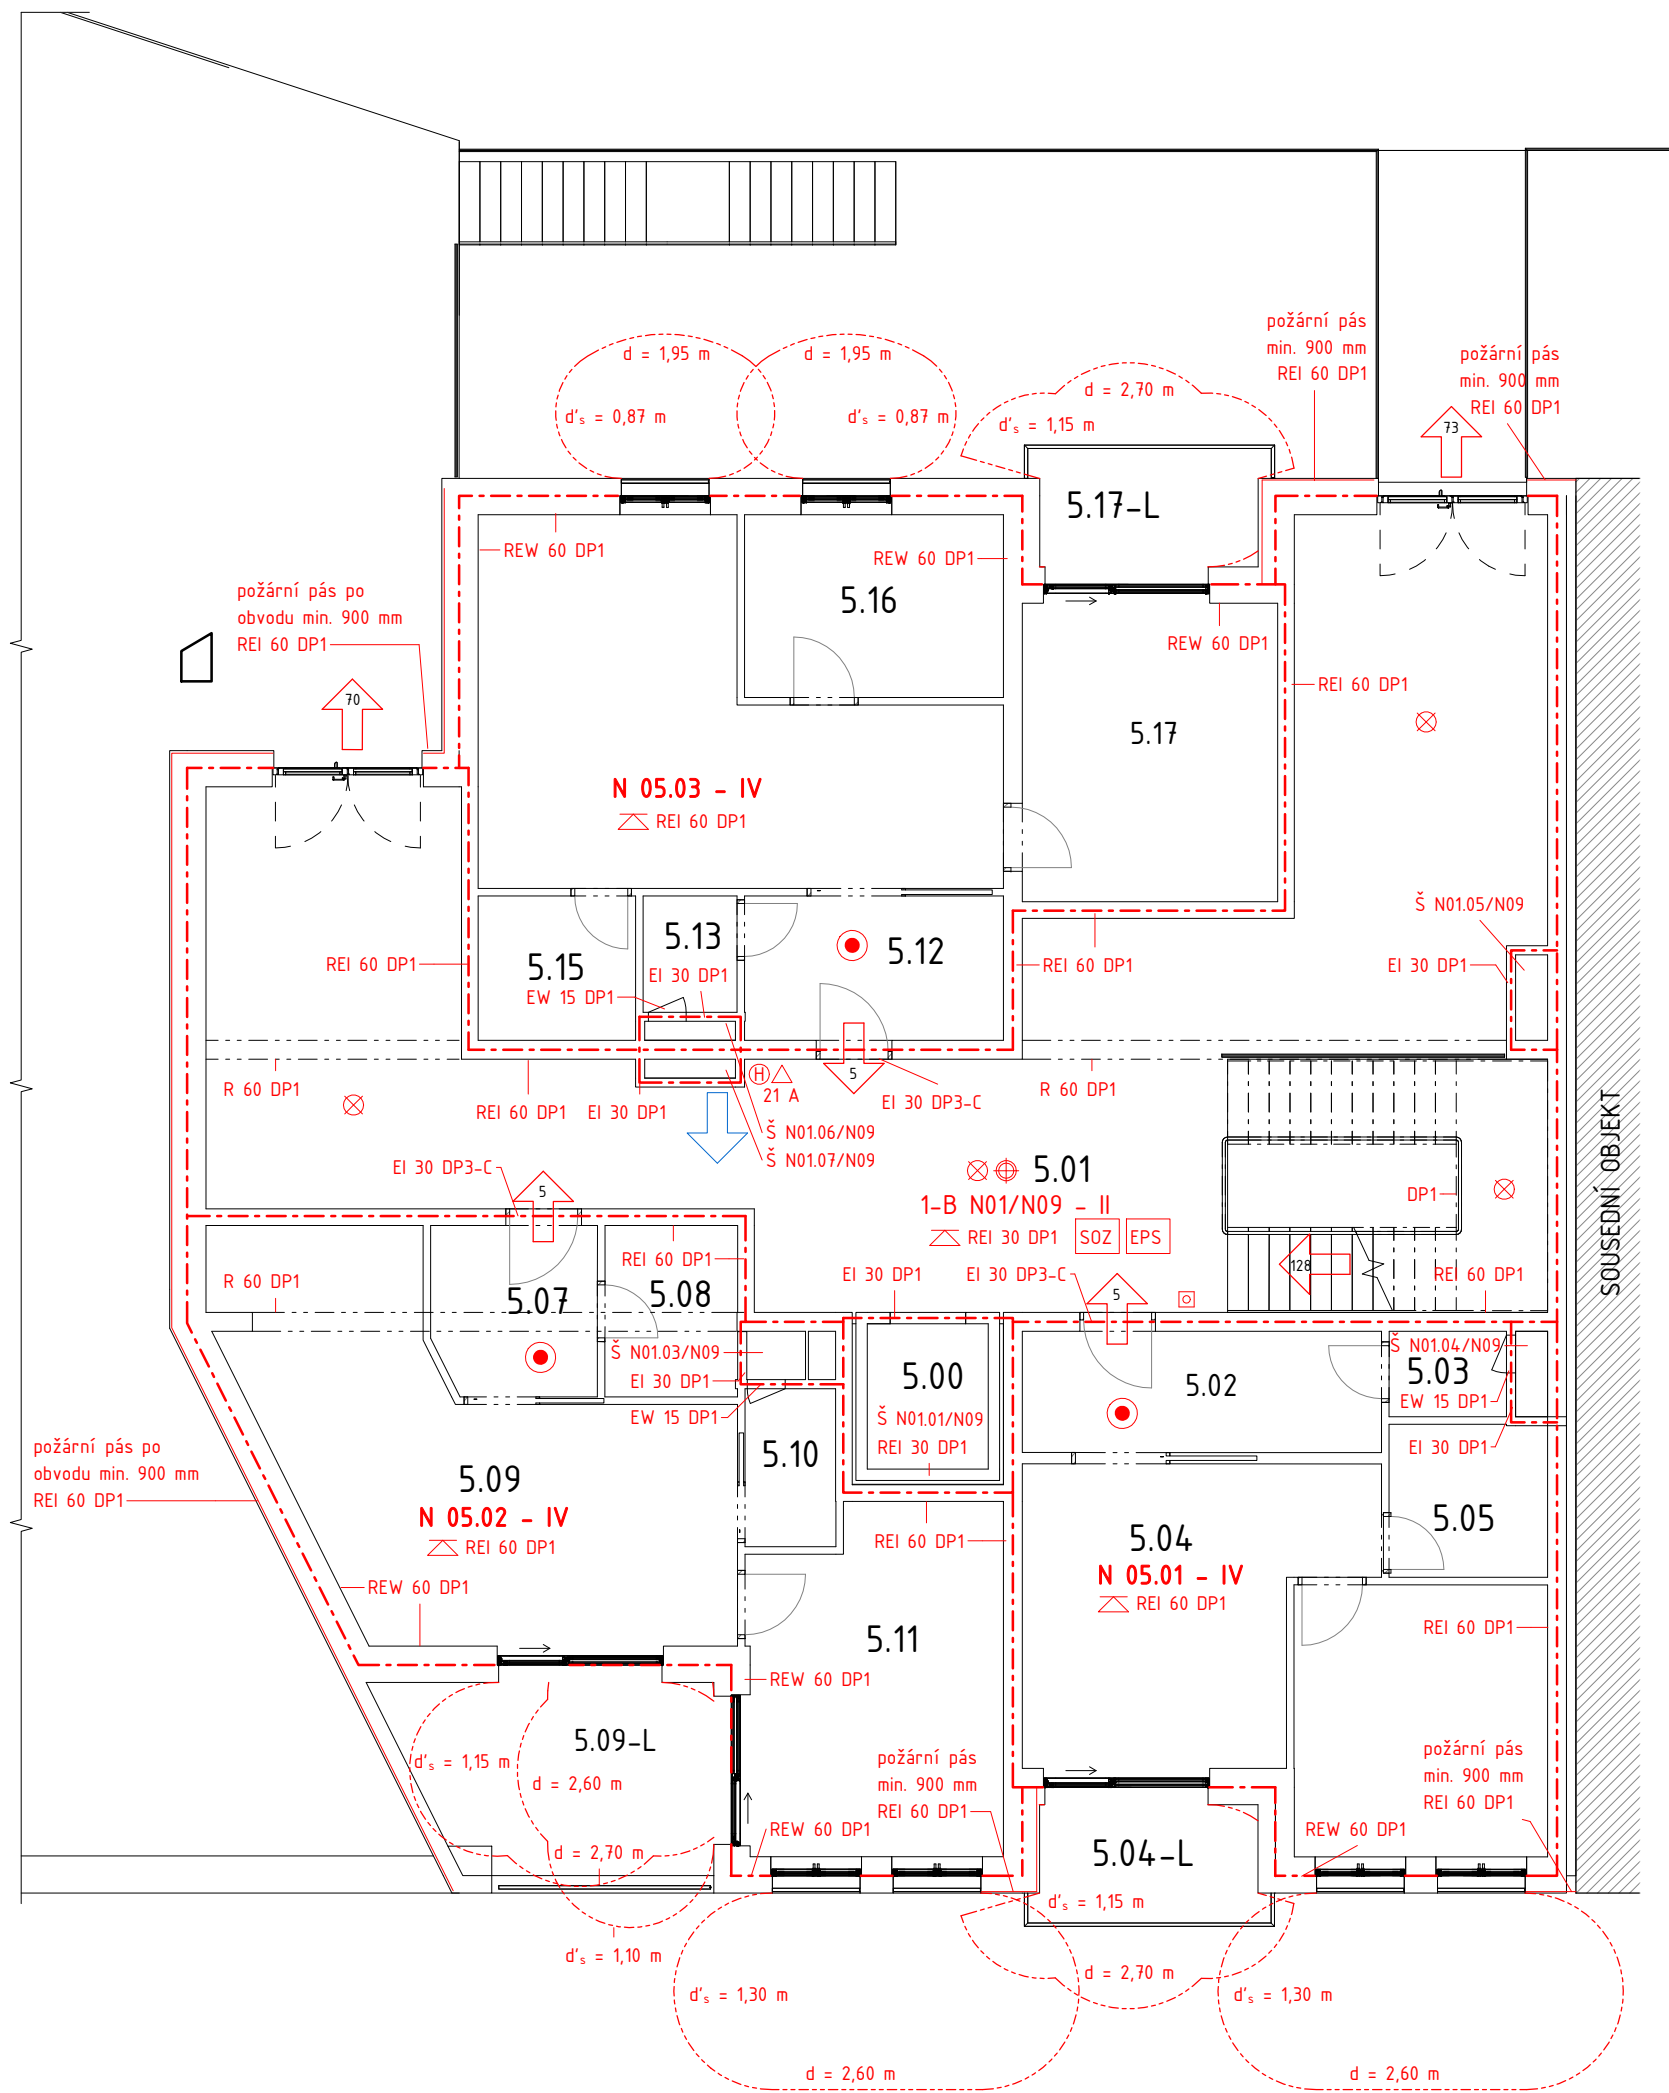 požární pás
min. 900 mm
REI 60 DP1
požární pás
min. 900 mm
REI 60 DP1
d = 1,95 m
d = 1,95 m
d = 2,70 m
d's = 0,87 m
d's = 0,87 m
d's = 1,15 m
73
5.17-L
REW 60 DP1
REW 60 DP1
5.16
požární pás po
obvodu min. 900 mm
REI 60 DP1
REW 60 DP1
REI 60 DP1
70
5.17
N 05.03 - IV
REI 60 DP1
Š N01.05/N09
5.13
5.12
5.15
REI 60 DP1
EI 30 DP1
REI 60 DP1
EI 30 DP1
EW 15 DP1
R 60 DP1
REI 60 DP1
EI 30 DP1
H
21 A
5
EI 30 DP3-C
R 60 DP1
Š N01.06/N09
Š N01.07/N09
EI 30 DP3-C
5
5.01
1-B N01/N09 - II
REI 30 DP1
SOZ
EPS
DP1
SOUSEDNÍ OBJEKT
REI 60 DP1
R 60 DP1
5.07
5.08
EI 30 DP1
EI 30 DP3-C
5
128
REI 60 DP1
Š N01.03/N09
EI 30 DP1
EW 15 DP1
5.00
Š N01.01/N09
REI 30 DP1
5.02
Š N01.04/N09
5.03
EW 15 DP1
EI 30 DP1
požární pás po
obvodu min. 900 mm
REI 60 DP1
5.09
N 05.02 - IV
REI 60 DP1
5.10
REI 60 DP1
5.04
N 05.01 - IV
REI 60 DP1
5.05
REW 60 DP1
5.11
REI 60 DP1
REW 60 DP1
5.09-L
d's = 1,15 m
d = 2,60 m
požární pás
min. 900 mm
REI 60 DP1
požární pás
min. 900 mm
REI 60 DP1
REW 60 DP1
REW 60 DP1
d = 2,70 m
5.04-L
d's = 1,15 m
d's = 1,10 m
d = 2,70 m
d's = 1,30 m
d's = 1,30 m
d = 2,60 m
d = 2,60 m